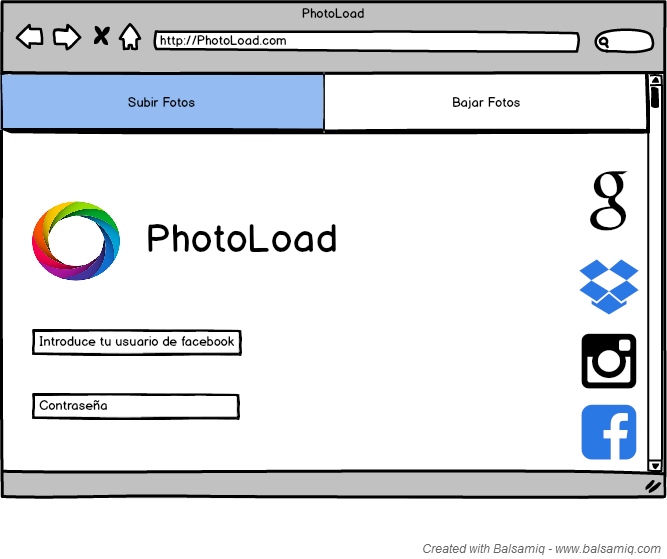 PhotoLoad
http://PhotoLoad.com
Subir Fotos
Bajar Fotos
g
PhotoLoad
Introduce tu usuario de facebook
Contraseña
f
Created with Balsamiq - www.balsamiq.com